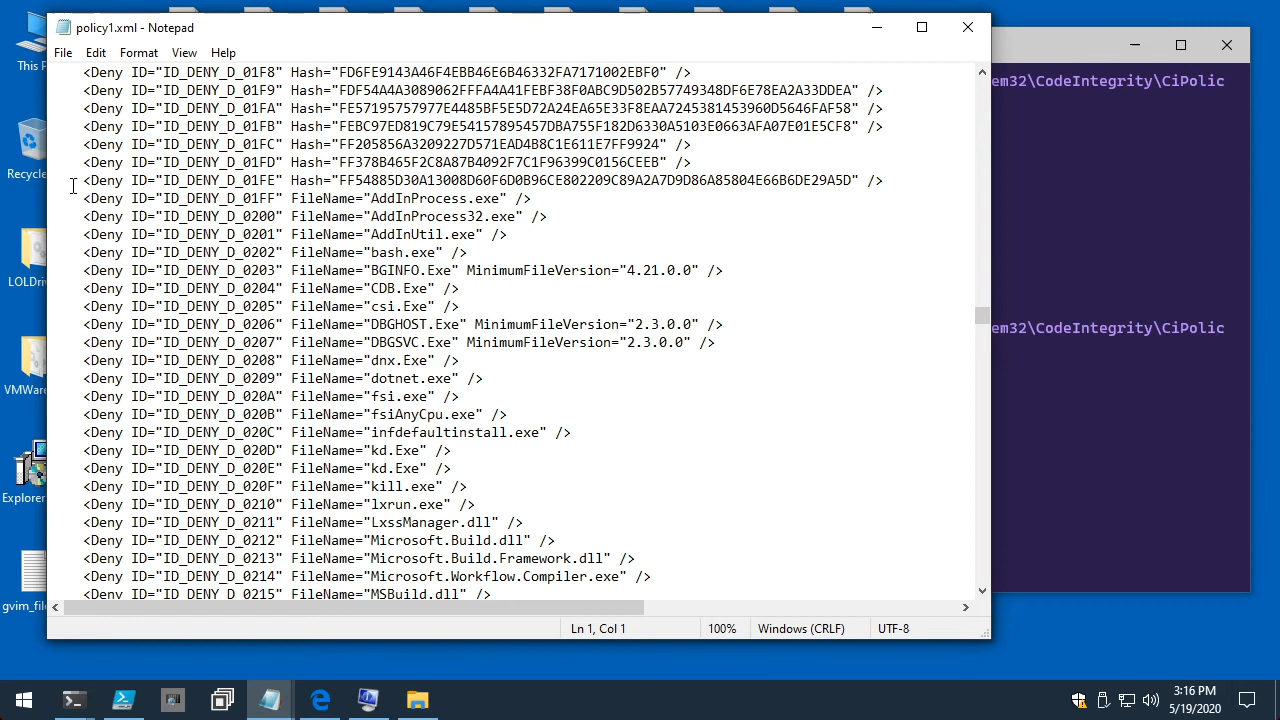 policy1.xml - Notepad
File Edit Format View Help
<Deny ID="ID_DENY_D_01F8" Hash="FD6FE9143A46F4EBB46E6B46332FA7171002EBF0" />
<Deny ID="ID_DENY_D_01F9" Hash="FDF54A4A3089062FFFA4A41FEBF38F0ABC9D502B57749348DF6E78EA2A33DDEA" />
<Deny ID="ID_DENY_D_01FA" Hash="FE57195757977E4485BF5E5D72A24EA65E33F8EAA7245381453960D5646FAF58" />
<Deny ID="ID_DENY_D_01FB" Hash="FEBC97ED819C79E54157895457DBA755F182D6330A5103E0663AFA07E01E5CF8" />
<Deny ID="ID_DENY_D_01FC" Hash="FF205856A3209227D571EAD4B8C1E611E7FF9924" />
<Deny ID="ID_DENY_D_01FD" Hash="FF378B465F2C8A87B4092F7C1F96399C0156CEEB" />
<Deny ID="ID_DENY_D_01FE" Hash="FF54885D30A13008D60F6D0B96CE802209C89A2A7D9D86A85804E66B6DE29A5D" />
<Deny ID="ID_DENY_D_01FF" FileName="AddInProcess.exe" />
<Deny ID="ID_DENY_D_0200" FileName="AddInProcess32.exe" />
<Deny ID="ID_DENY_D_0201" FileName="AddInUtil.exe" />
<Deny ID="ID_DENY_D_0202" FileName="bash.exe" />
<Deny ID="ID_DENY_D_0203" FileName="BGINFO.Exe" MinimumFileVersion="4.21.0.0" />
<Deny ID="ID_DENY_D_0204" FileName="CDB.Exe" />
<Deny ID="ID_DENY_D_0205" FileName="csi.Exe" />
<Deny ID="ID_DENY_D_0206" FileName="DBGHOST.Exe" MinimumFileVersion="2.3.0.0" />
<Deny ID="ID_DENY_D_0207" FileName="DBGSVC.Exe" MinimumFileVersion="2.3.0.0" />
<Deny ID="ID_DENY_D_0208" FileName="dnx.Exe" />
<Deny ID="ID_DENY_D_0209" FileName="dotnet.exe" />
<Deny ID="ID_DENY_D_020A" FileName="fsi.exe" />
<Deny ID="ID_DENY_D_020B" FileName="fsiAnyCpu.exe" />
<Deny ID="ID_DENY_D_020C" FileName="infdefaultinstall.exe" />
<Deny ID="ID_DENY_D_020D" FileName="kd.Exe" />
<Deny ID="ID_DENY_D_020E" FileName="kd.Exe" />
<Deny ID="ID_DENY_D_020F" FileName="kill.exe" />
<Deny ID="ID_DENY_D_0210" FileName="lxrun.exe" />
<Deny ID="ID_DENY_D_0211" FileName="LxssManager.dll" />
<Deny ID="ID_DENY_D_0212" FileName="Microsoft.Build.dll" />
<Deny ID="ID_DENY_D_0213" FileName="Microsoft.Build.Framework.dll" />
<Deny ID="ID_DENY_D_0214" FileName="Microsoft.Workflow.Compiler.exe" />
<Deny ID="ID_DENY_D_0215" FileName="MSBuild.dll" />
Ln 1, Col 1
100%
Windows (CRLF)
UTF-8
em32\CodeIntegrity\CiPolic
em32\CodeIntegrity\CiPolic
This P
Recycle
LOLDri
VMWare
Explorer
gvim_fil
3:16 PM
5/19/2020